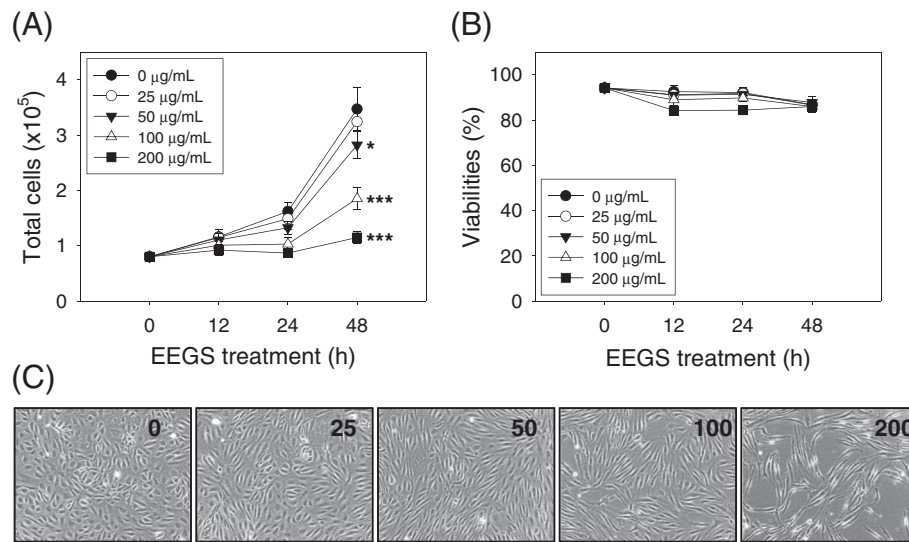 (A)
Total cells (x10⁵)
4
3
2
1
0
0 μg/mL
25 μg/mL
50 μg/mL
100 μg/mL
200 μg/mL
*
***
***
0 12 24 48
EEGS treatment (h)
(B)
Viabilities (%)
100
80
60
40
20
0
0 μg/mL
25 μg/mL
50 μg/mL
100 μg/mL
200 μg/mL
0 12 24 48
EEGS treatment (h)
(C)
0 25 50 100 200